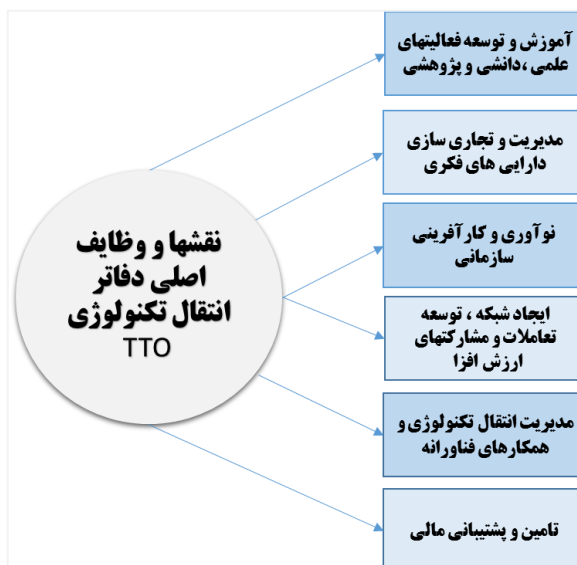 نقشها و وظایف
اصلی دفاتر
انتقال تکنولوژی
TTO
آموزش و توسعه فعالیتهای
علمی ،دانشی و پژوهشی
مدیریت و تجاری سازی
دارایی های فکری
نوآوری و کارآفرینی
سازمانی
ایجاد شبکه ، توسعه
تعاملات و مشارکتهای
ارزش افزا
مدیریت انتقال تکنولوژی و
همکارهای فناورانه
تامین و پشتیبانی مالی